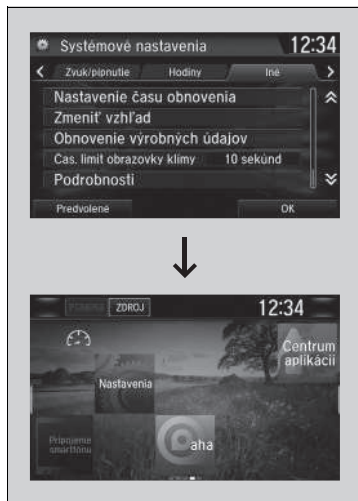 Systémové nastavenia 12:34
Zvuk/pípnutie Hodiny Iné
Nastavenie času obnovenia
Zmeniť vzhľad
Obnovenie výrobných údajov
Čas. limit obrazovky klímy 10 sekúnd
Podrobnosti
Predvolené OK
ZDROJ 12:34
Centrum
aplikácií
Nastavenia
Pripojenie
smartfónu
aha